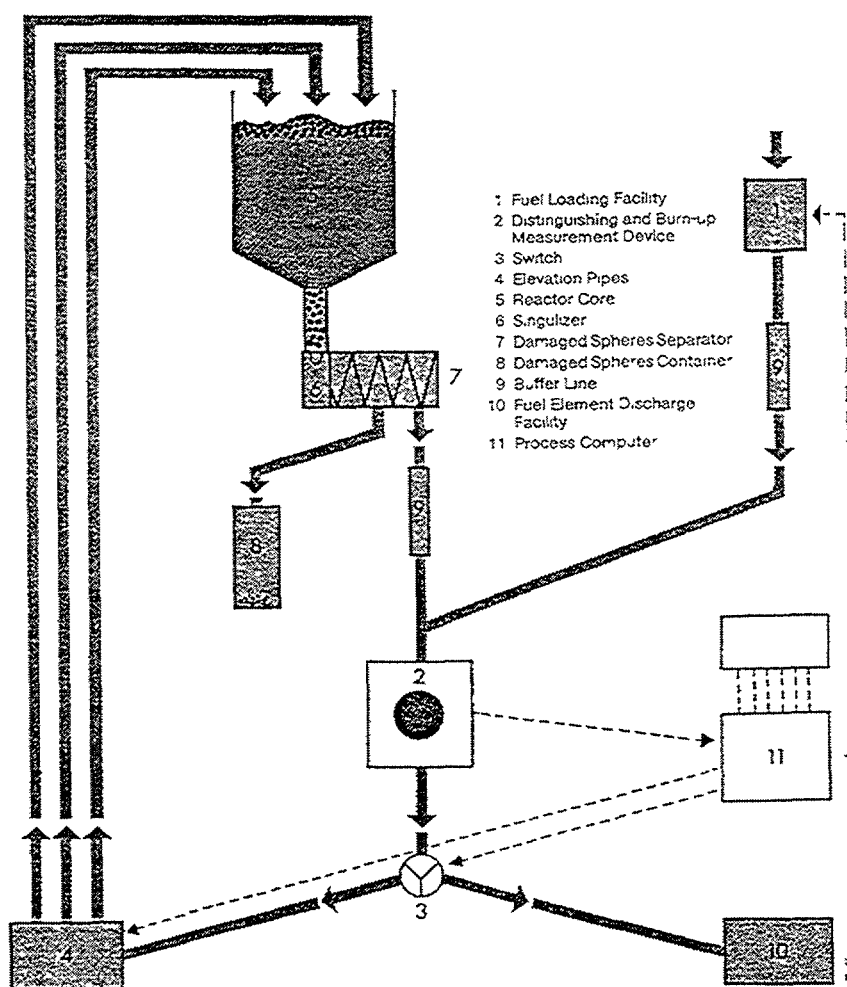 1 Fuel Loading Facility
2 Distinguishing and Burn-up
Measurement Device
3 Switch
4 Elevation Pipes
5 Reactor Core
6 Singulizer
7 Damaged Spheres Separator
8 Damaged Spheres Container
9 Buffer Line
10 Fuel Element Discharge
Facility
11 Process Computer
1
9
6
7
9
8
2
11
3
4
10